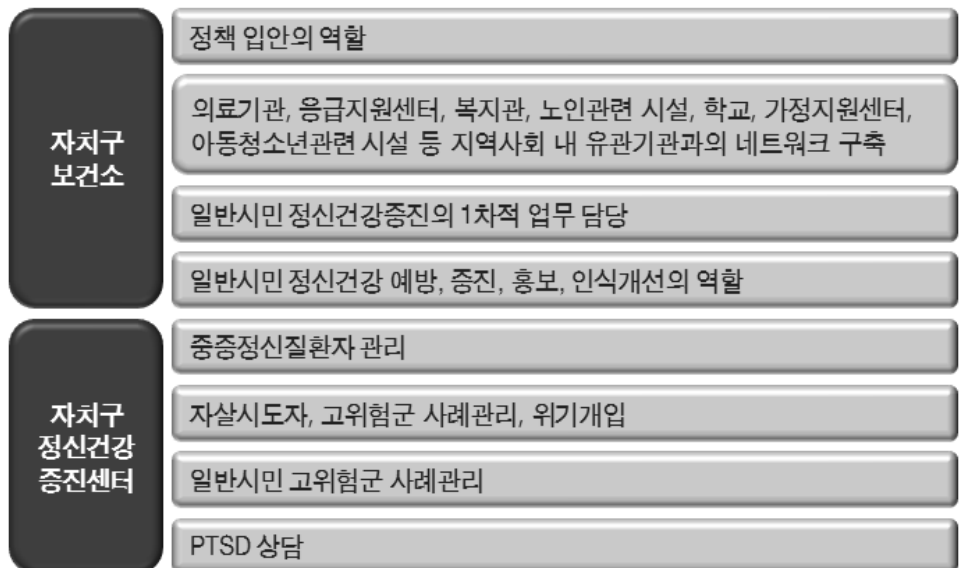 자치구
보건소
정책 입안의 역할
의료기관, 응급지원센터, 복지관, 노인관련 시설, 학교, 가정지원센터,
아동청소년관련 시설 등 지역사회 내 유관기관과의 네트워크 구축
일반시민 정신건강증진의 1차적 업무 담당
일반시민 정신건강 예방, 증진, 홍보, 인식개선의 역할
자치구
정신건강
증진센터
중증정신질환자 관리
자살시도자, 고위험군 사례관리, 위기개입
일반시민 고위험군 사례관리
PTSD 상담